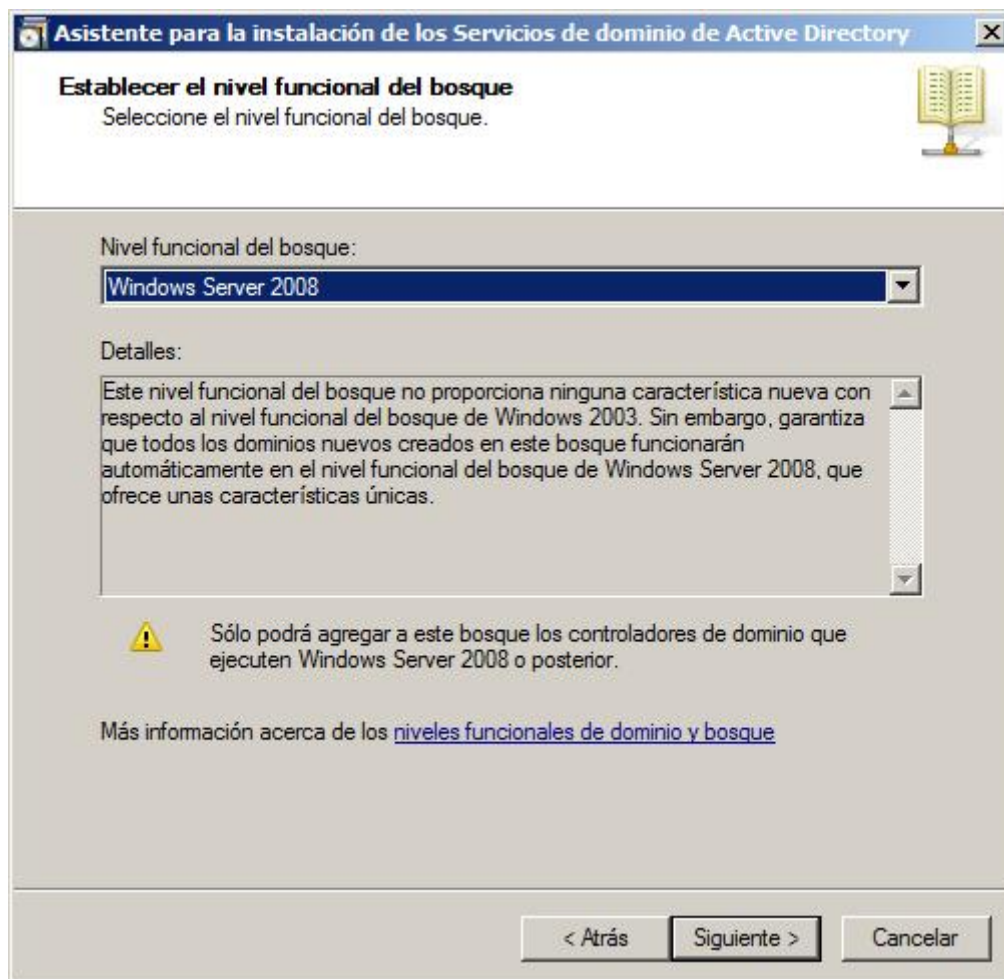 Asistente para la instalación de los Servicios de dominio de Active Directory
Establecer el nivel funcional del bosque
Seleccione el nivel funcional del bosque.
Nivel funcional del bosque:
Windows Server 2008
Detalles:
Este nivel funcional del bosque no proporciona ninguna característica nueva con
respecto al nivel funcional del bosque de Windows 2003. Sin embargo, garantiza
que todos los dominios nuevos creados en este bosque funcionarán
automáticamente en el nivel funcional del bosque de Windows Server 2008, que
ofrece unas características únicas.
Sólo podrá agregar a este bosque los controladores de dominio que
ejecuten Windows Server 2008 o posterior.
Más información acerca de los niveles funcionales de dominio y bosque
< Atrás
Siguiente >
Cancelar